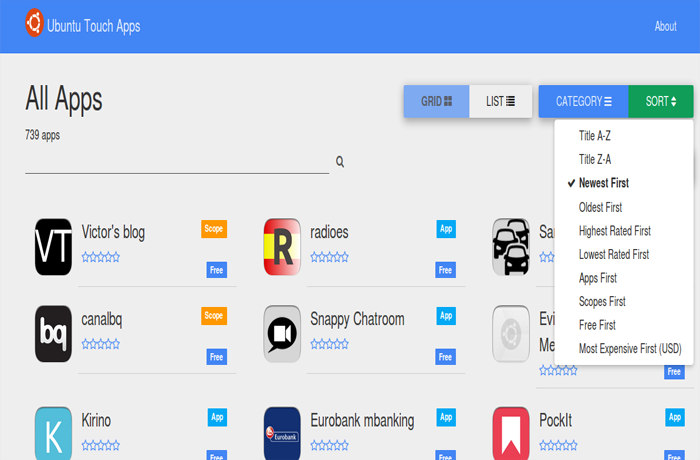 Ubuntu Touch Apps
About
All Apps
GRID
LIST
CATEGORY
SORT
739 apps
Title A-Z
Title Z-A
Newest First
Oldest First
Highest Rated First
Lowest Rated First
Apps First
Scopes First
Free First
Most Expensive First (USD)
VT
Victor's blog
Scope
Free
R
radioes
App
Free
bq
canalbq
Scope
Free
Snappy Chatroom
App
Free
Free
K
Kirino
App
Free
Eurobank
Eurobank mbanking
App
Free
PockIt
App
Free